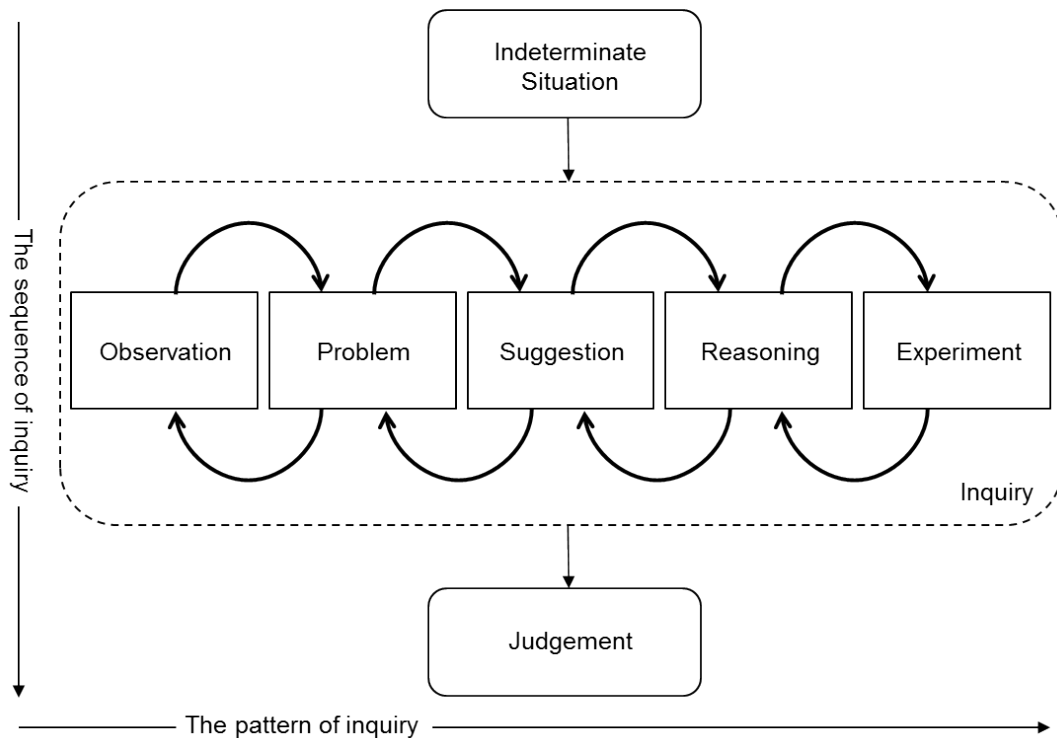 Indeterminate
Situation
The sequence of inquiry
Observation
Problem
Suggestion
Reasoning
Experiment
Inquiry
Judgement
The pattern of inquiry